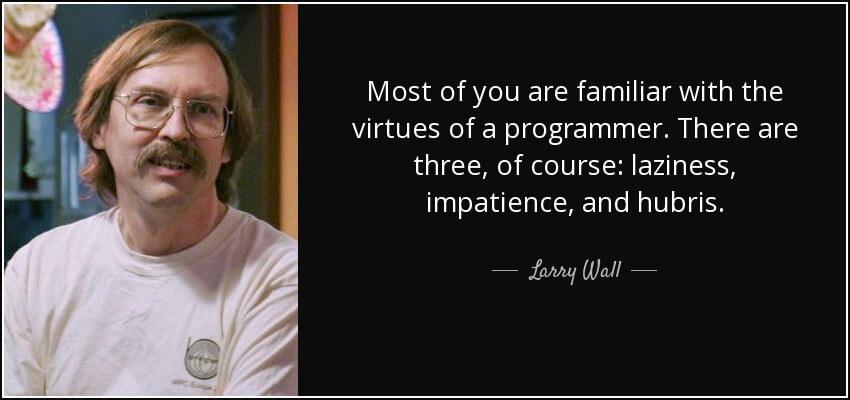 Most of you are familiar with the
virtues of a programmer. There are
three, of course: laziness,
impatience, and hubris.
Larry Wall